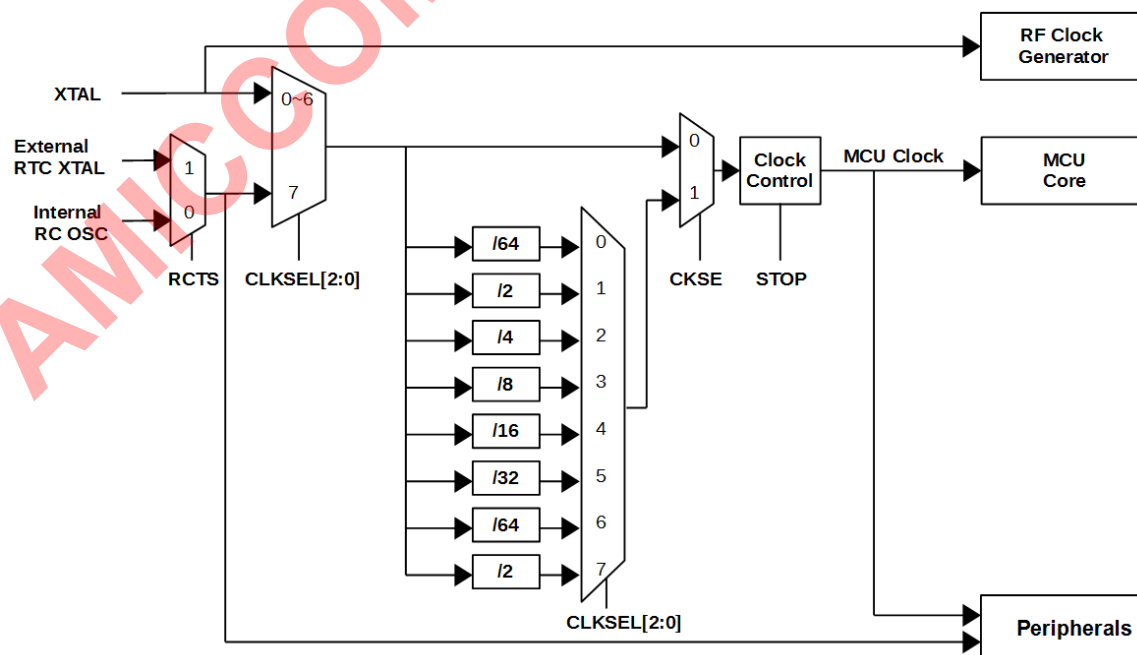 AMICCOM
RF Clock
Generator
XTAL
0~6
External
RTC XTAL
1
Internal
RC OSC
0
7
RCTS
CLKSEL[2:0]
0
1
Clock
Control
MCU Clock
MCU
Core
CKSE
STOP
/64
0
/2
1
/4
2
/8
3
/16
4
/32
5
/64
6
/2
7
CLKSEL[2:0]
Peripherals